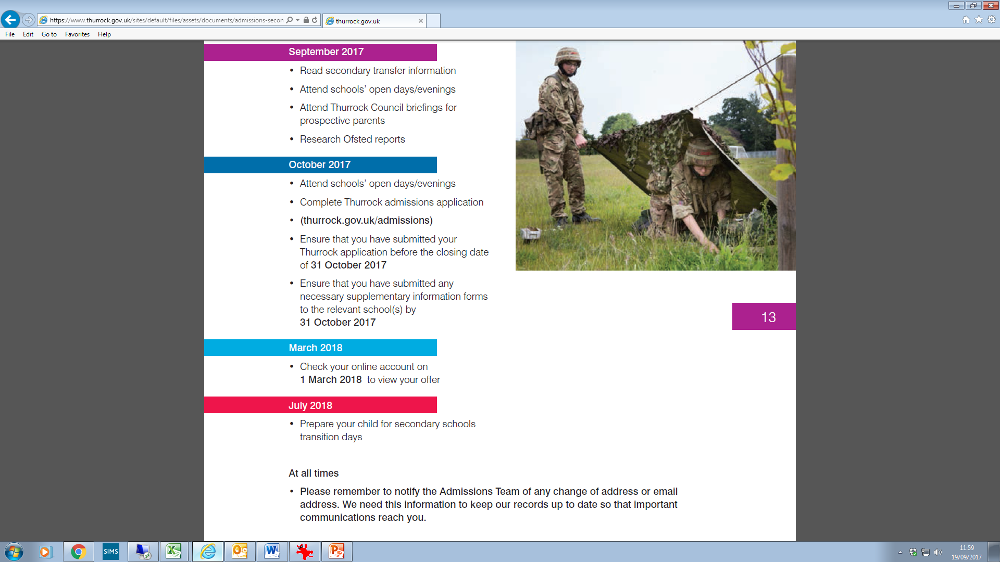 https://www.thurrock.gov.uk/sites/default/files/assets/documents/admissions-secon
thurrock.gov.uk
File Edit Go to Favorites Help
September 2017
• Read secondary transfer information
• Attend schools’ open days/evenings
• Attend Thurrock Council briefings for
prospective parents
• Research Ofsted reports
October 2017
• Attend schools’ open days/evenings
• Complete Thurrock admissions application
• (thurrock.gov.uk/admissions)
• Ensure that you have submitted your
Thurrock application before the closing date
of 31 October 2017
• Ensure that you have submitted any
necessary supplementary information forms
to the relevant school(s) by
31 October 2017
13
March 2018
• Check your online account on
1 March 2018 to view your offer
July 2018
• Prepare your child for secondary schools
transition days
At all times
• Please remember to notify the Admissions Team of any change of address or email
address. We need this information to keep our records up to date so that important
communications reach you.
SIMS
11:59
19/09/2017